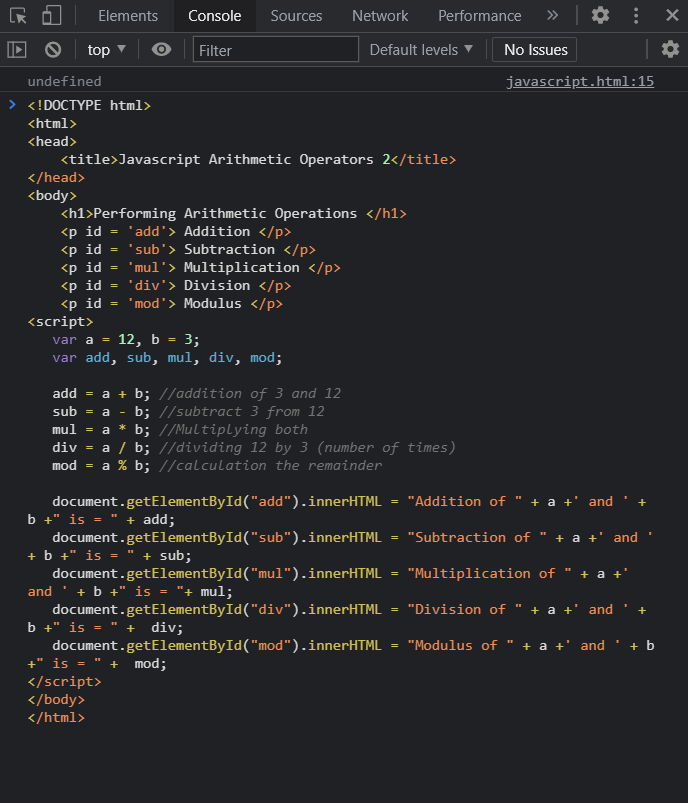 Elements Console Sources Network Performance »
top ▼ Filter Default levels ▼ No Issues
undefined javascript.html:15
> <!DOCTYPE html>
<html>
<head>
    <title>Javascript Arithmetic Operators 2</title>
</head>
<body>
    <h1>Performing Arithmetic Operations </h1>
    <p id = 'add'> Addition </p>
    <p id = 'sub'> Subtraction </p>
    <p id = 'mul'> Multiplication </p>
    <p id = 'div'> Division </p>
    <p id = 'mod'> Modulus </p>
<script>
   var a = 12, b = 3;
   var add, sub, mul, div, mod;
   add = a + b; //addition of 3 and 12
   sub = a - b; //subtract 3 from 12
   mul = a * b; //Multiplying both
   div = a / b; //dividing 12 by 3 (number of times)
   mod = a % b; //calculation the remainder
   document.getElementById("add").innerHTML = "Addition of " + a +' and ' +
b +" is = " + add;
   document.getElementById("sub").innerHTML = "Subtraction of " + a +' and '
+ b +" is = " + sub;
   document.getElementById("mul").innerHTML = "Multiplication of " + a +'
and ' + b +" is = "+ mul;
   document.getElementById("div").innerHTML = "Division of " + a +' and ' +
b +" is = " +  div;
   document.getElementById("mod").innerHTML = "Modulus of " + a +' and ' + b
+" is = " +  mod;
</script>
</body>
</html>